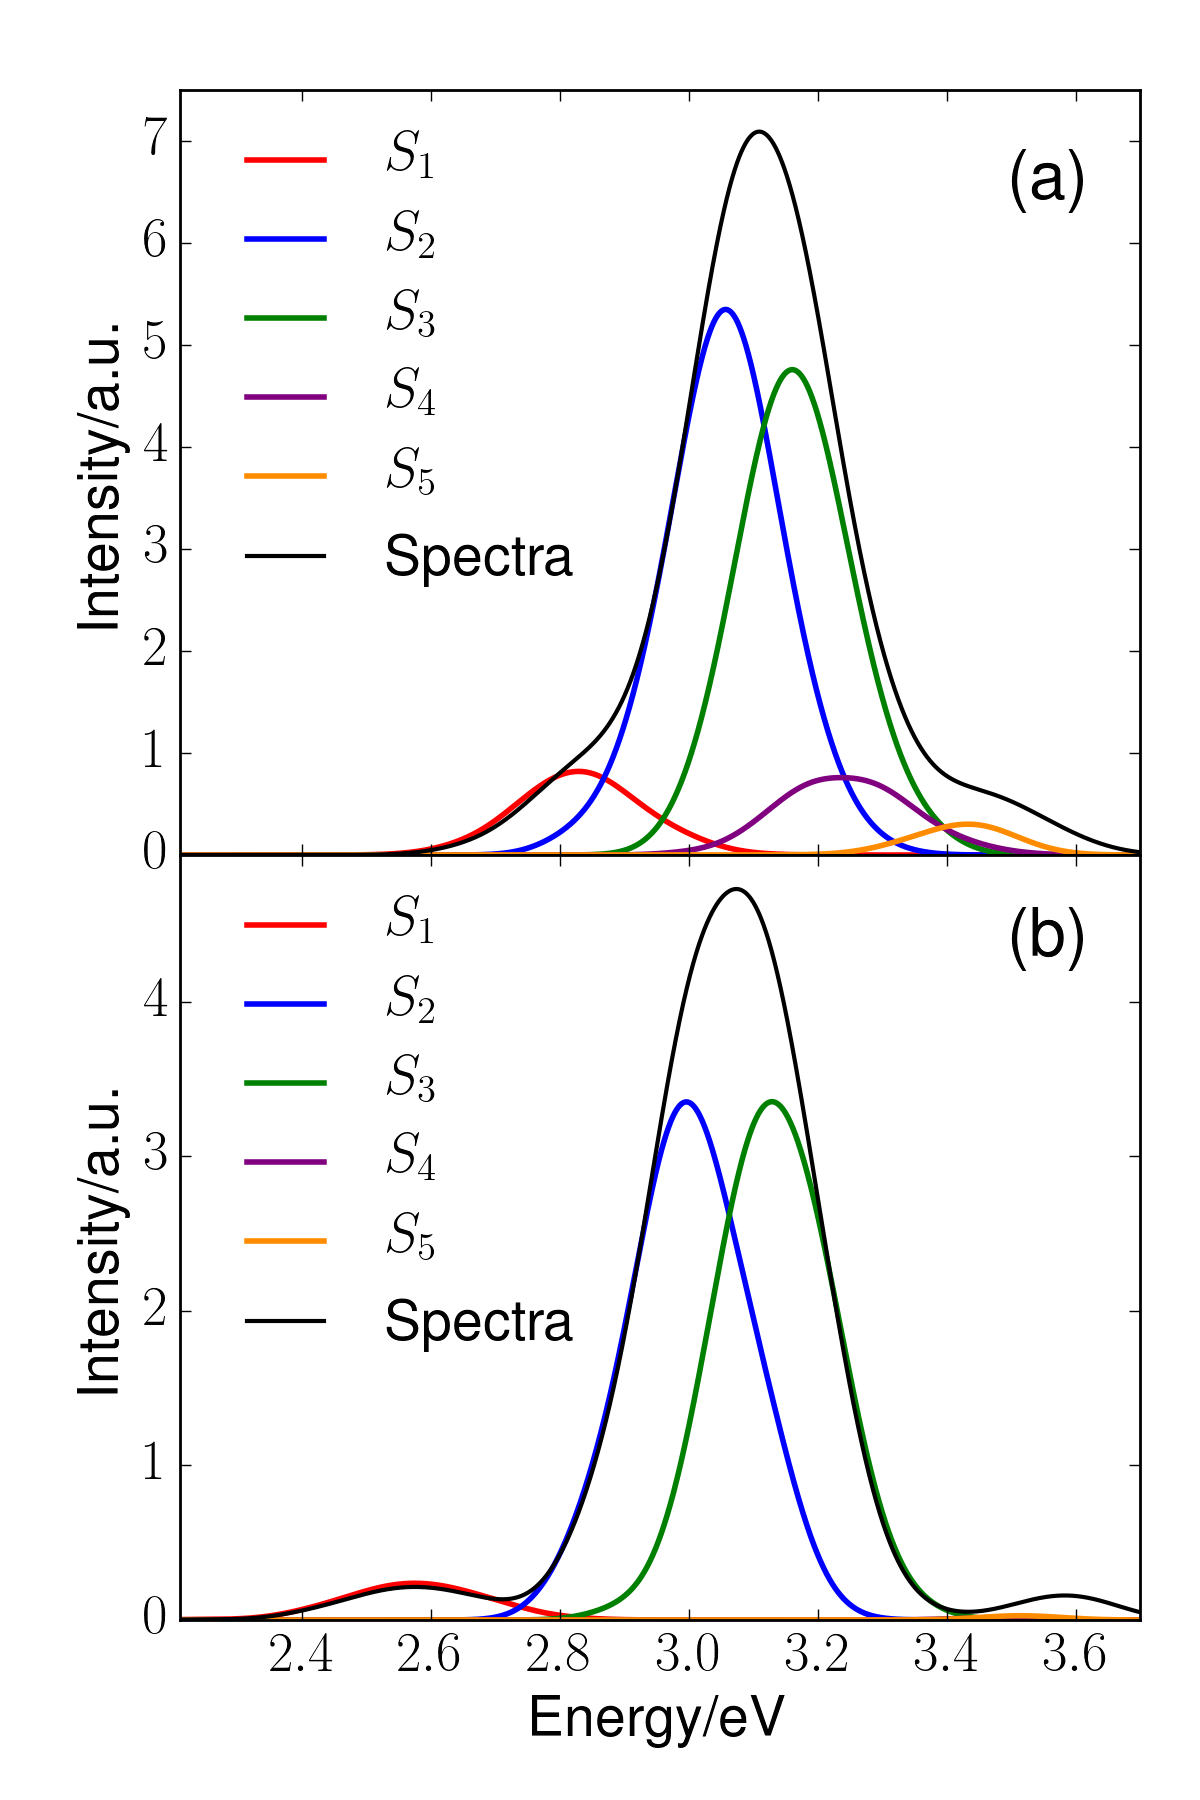 (a)
S1
S2
S3
S4
S5
Spectra
7
6
5
4
3
2
1
0
Intensity/a.u.
(b)
S1
S2
S3
S4
S5
Spectra
4
3
2
1
0
Intensity/a.u.
2.4 2.6 2.8 3.0 3.2 3.4 3.6
Energy/eV